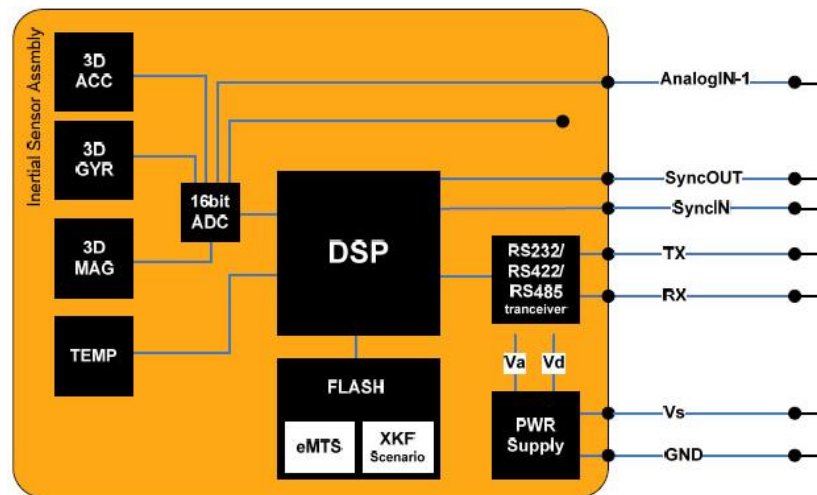 Inertial Sensor Assmbly
3D
ACC
3D
GYR
3D
MAG
TEMP
16bit
ADC
DSP
FLASH
eMTS
XKF
Scenario
RS232/
RS422/
RS485
tranceiver
Va
Vd
PWR
Supply
AnalogIN-1
SyncOUT
SyncIN
TX
RX
Vs
GND